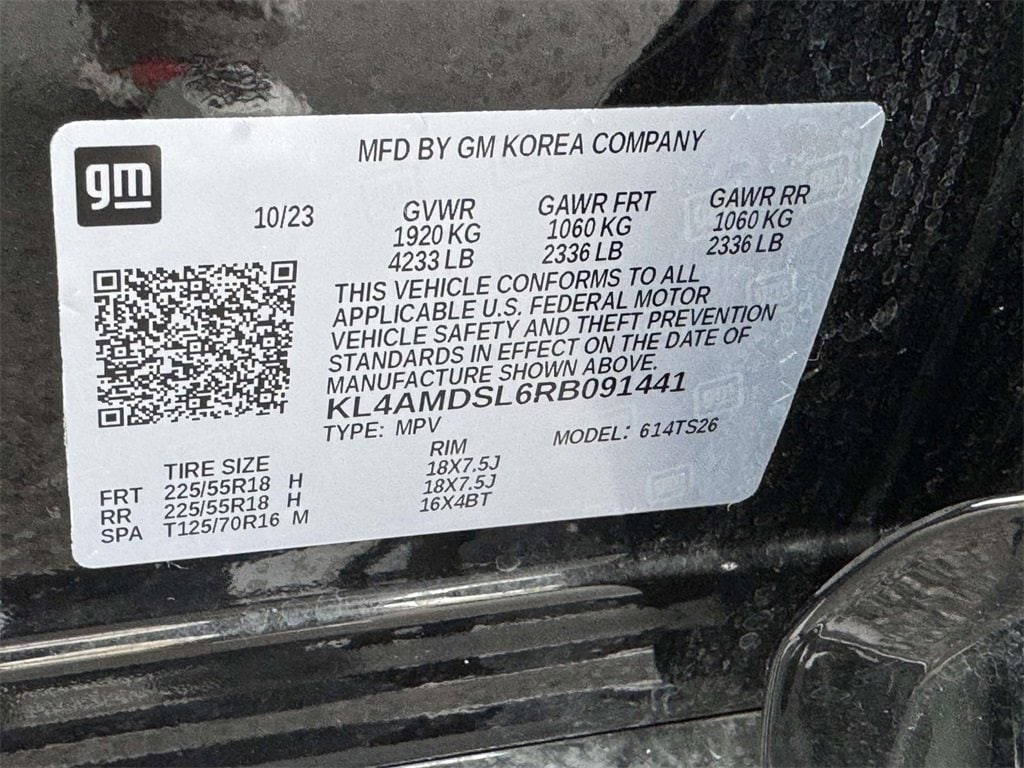 gm
MFD BY GM KOREA COMPANY
10/23 GVWR GAWR FRT GAWR RR
1920 KG 1060 KG 1060 KG
4233 LB 2336 LB 2336 LB
THIS VEHICLE CONFORMS TO ALL
APPLICABLE U.S. FEDERAL MOTOR
VEHICLE SAFETY AND THEFT PREVENTION
STANDARDS IN EFFECT ON THE DATE OF
MANUFACTURE SHOWN ABOVE.
KL4AMDSL6RB091441
TYPE: MPV MODEL: 614TS26
TIRE SIZE RIM
FRT 225/55R18 H 18X7.5J
RR 225/55R18 H 18X7.5J
SPA T125/70R16 M 16X4BT